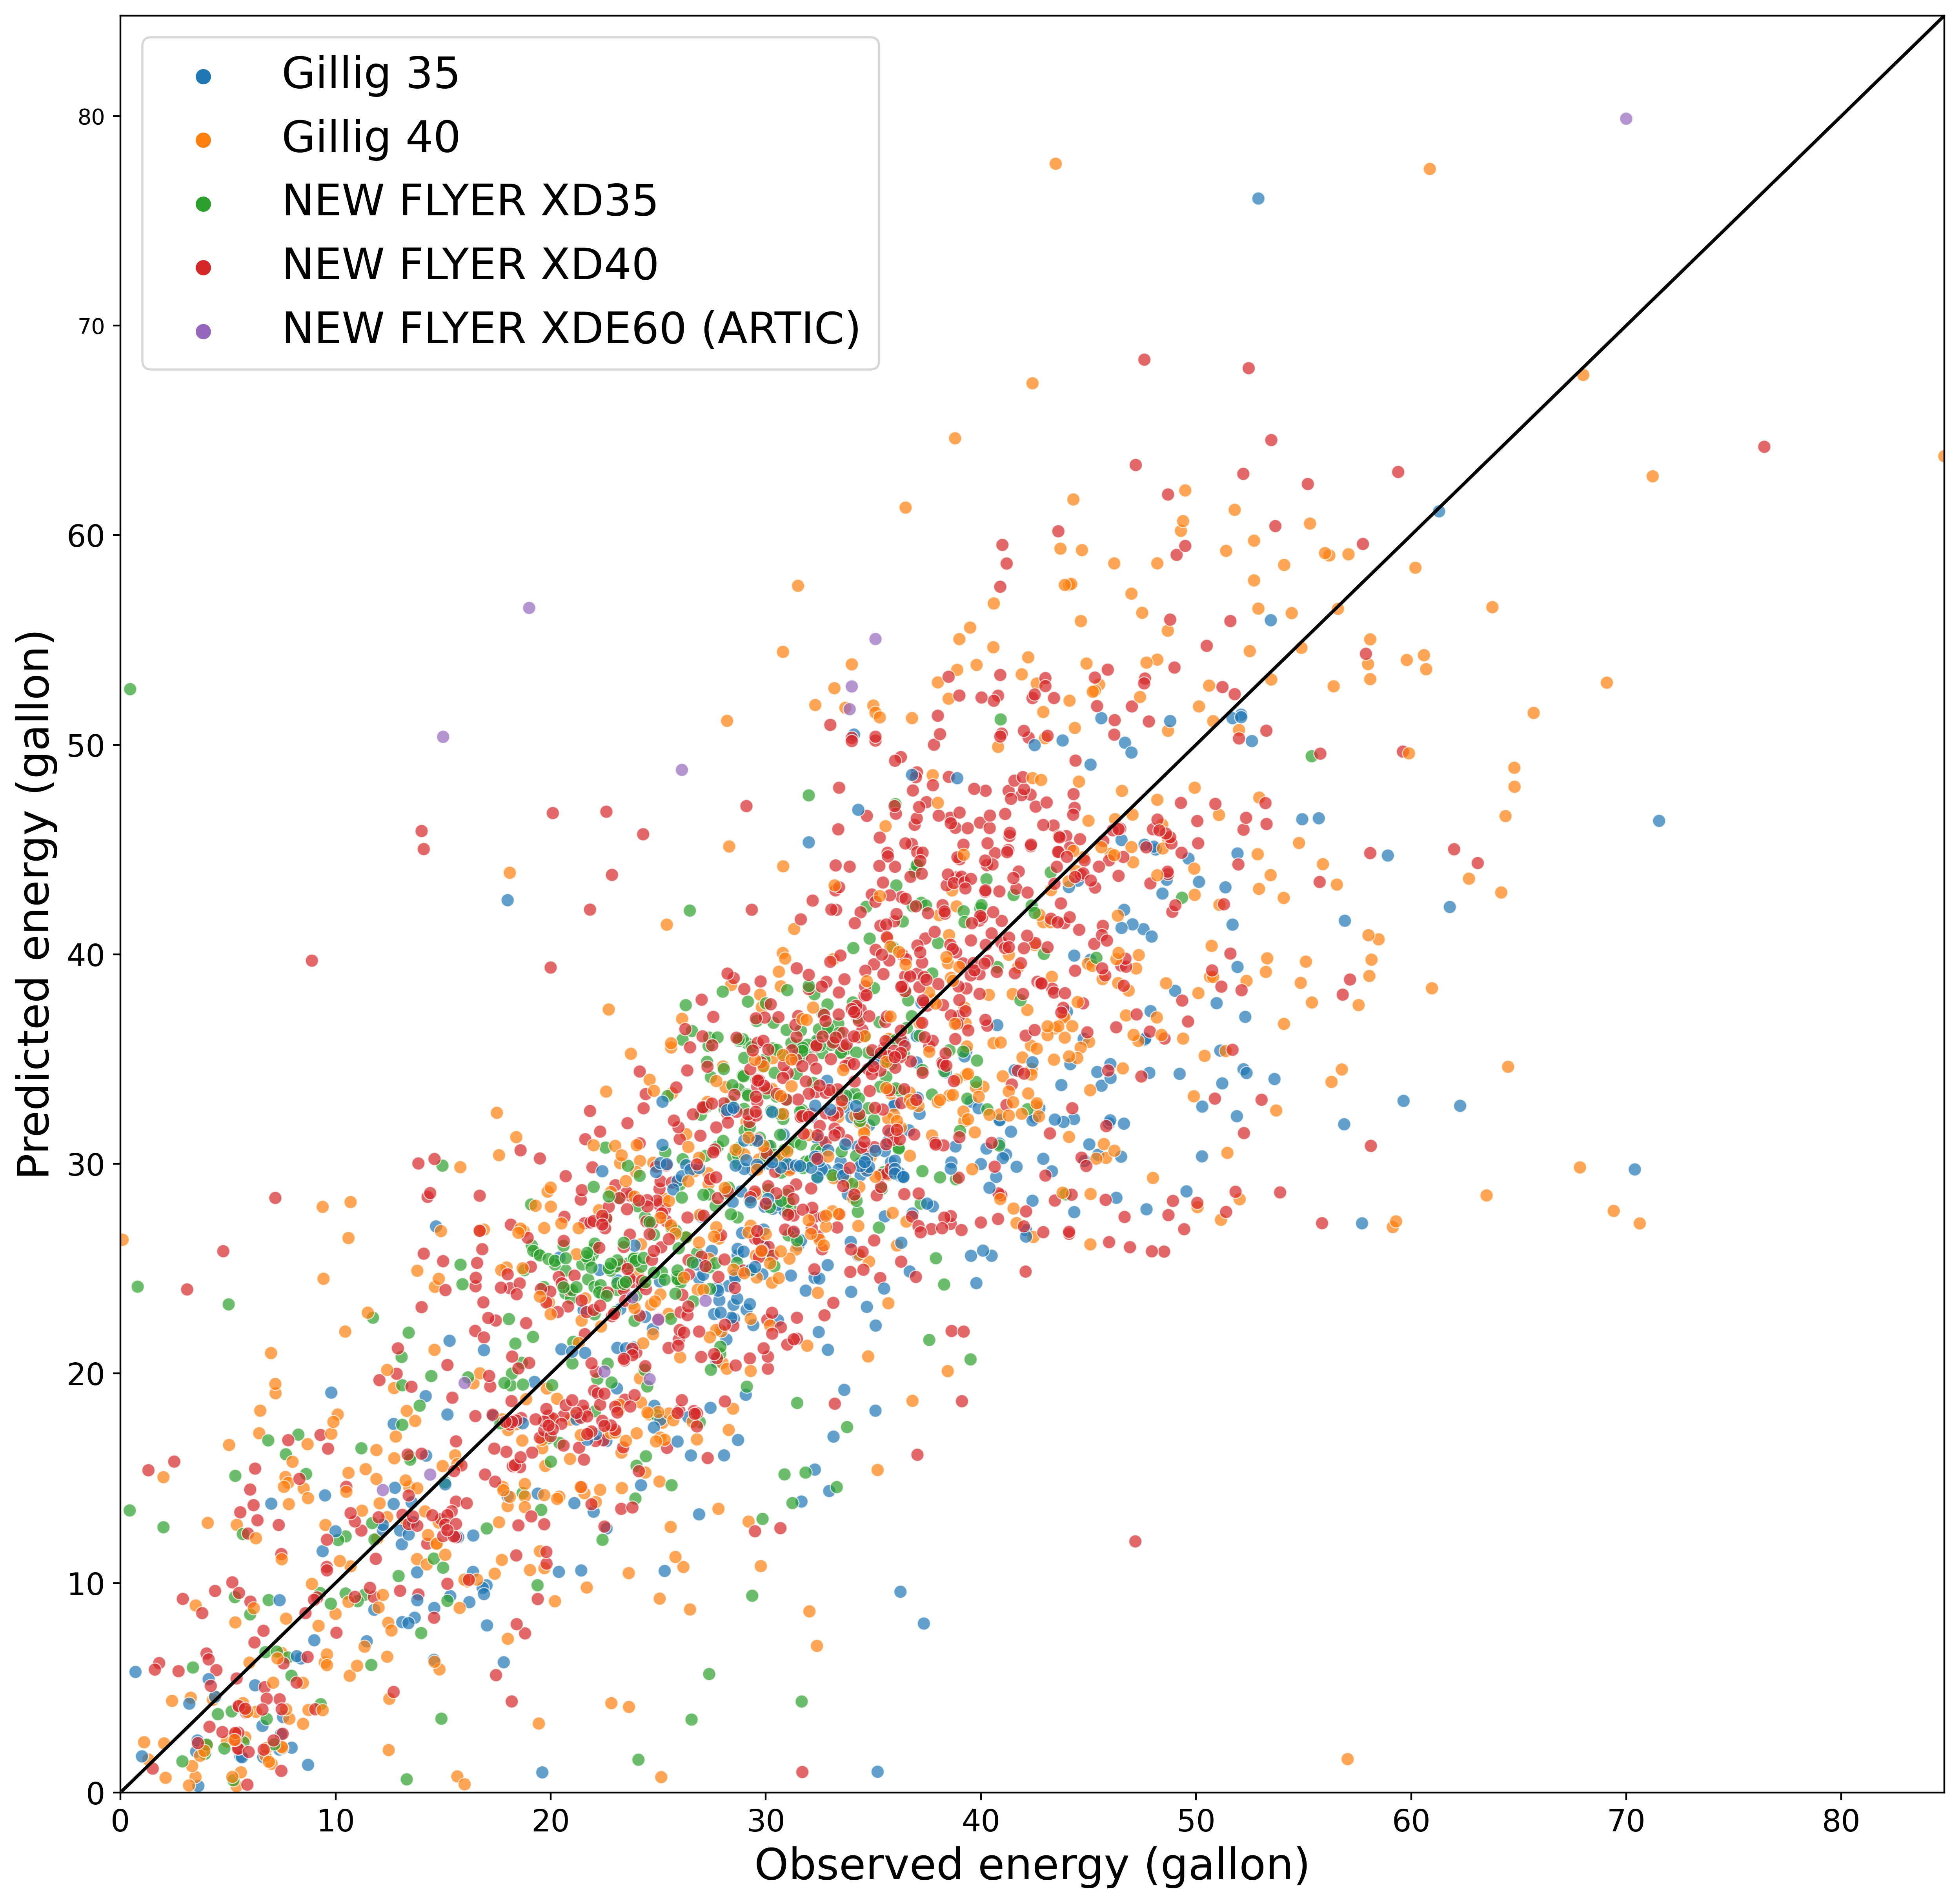 Gillig 35
Gillig 40
NEW FLYER XD35
NEW FLYER XD40
NEW FLYER XDE60 (ARTIC)
Predicted energy (gallon)
80
70
60
50
40
30
20
10
0
0 10 20 30 40 50 60 70 80
Observed energy (gallon)